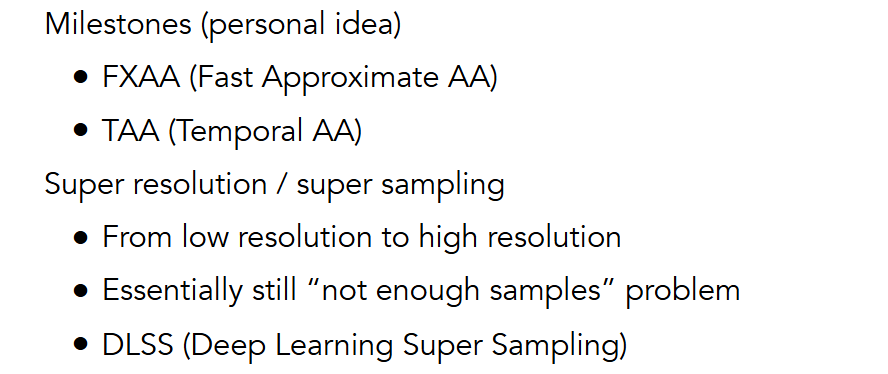 Milestones (personal idea)
• FXAA (Fast Approximate AA)
• TAA (Temporal AA)
Super resolution / super sampling
• From low resolution to high resolution
• Essentially still “not enough samples” problem
• DLSS (Deep Learning Super Sampling)